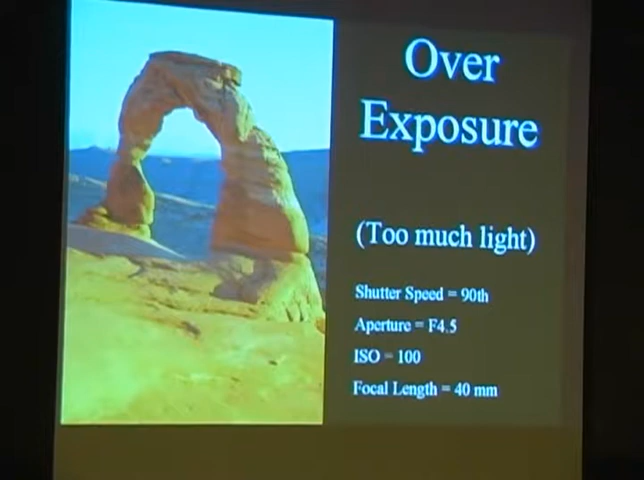 Over
Exposure
(Too much light)
Shutter Speed = 90th
Aperture = F4.5
ISO = 100
Focal Length = 40 mm